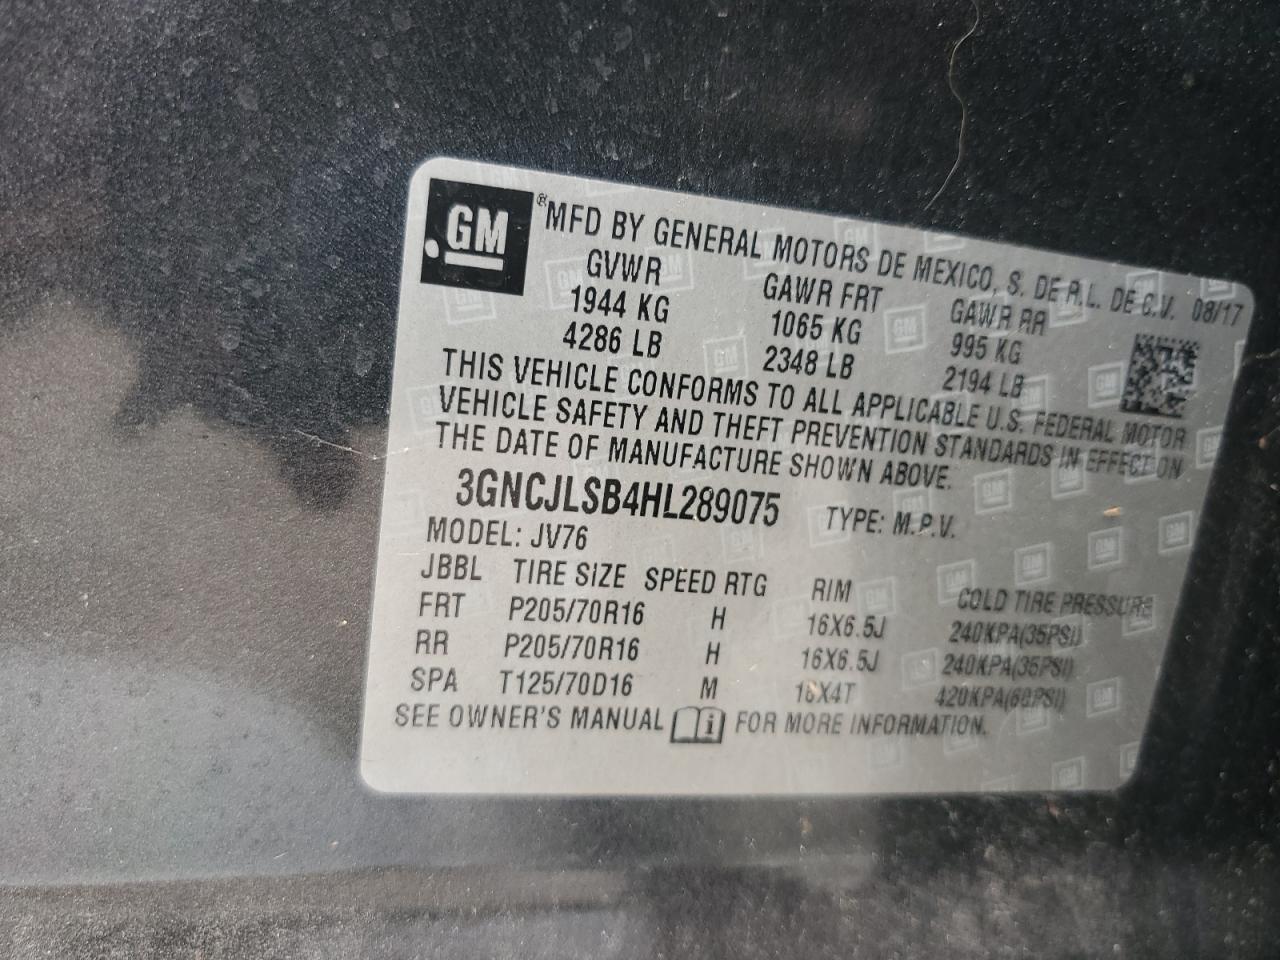 GM® MFD BY GENERAL MOTORS DE MEXICO, S. DE R.L. DE C.V. 08/17
GVWR GAWR FRT GAWR RR
1944 KG 1065 KG 995 KG
4286 LB 2348 LB 2194 LB
THIS VEHICLE CONFORMS TO ALL APPLICABLE U.S. FEDERAL MOTOR
VEHICLE SAFETY AND THEFT PREVENTION STANDARDS IN EFFECT ON
THE DATE OF MANUFACTURE SHOWN ABOVE.
3GNCJLSB4HL289075 TYPE: M.P.V.
MODEL: JV76
JBBL TIRE SIZE SPEED RTG RIM COLD TIRE PRESSURE
FRT P205/70R16 H 16X6.5J 240KPA(35PSI)
RR P205/70R16 H 16X6.5J 240KPA(35PSI)
SPA T125/70D16 M 16X4T 420KPA(60PSI)
SEE OWNER'S MANUAL i FOR MORE INFORMATION.